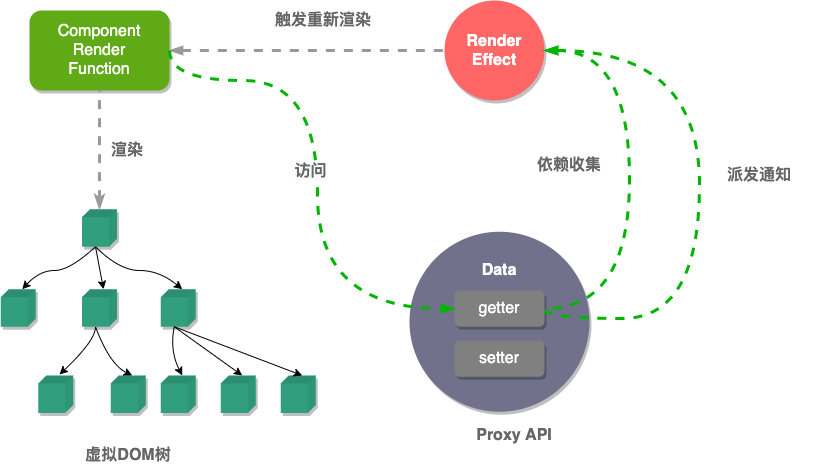 Component
Render
Function
触发重新渲染
Render
Effect
渲染
访问
依赖收集
派发通知
Data
getter
setter
Proxy API
虚拟DOM树